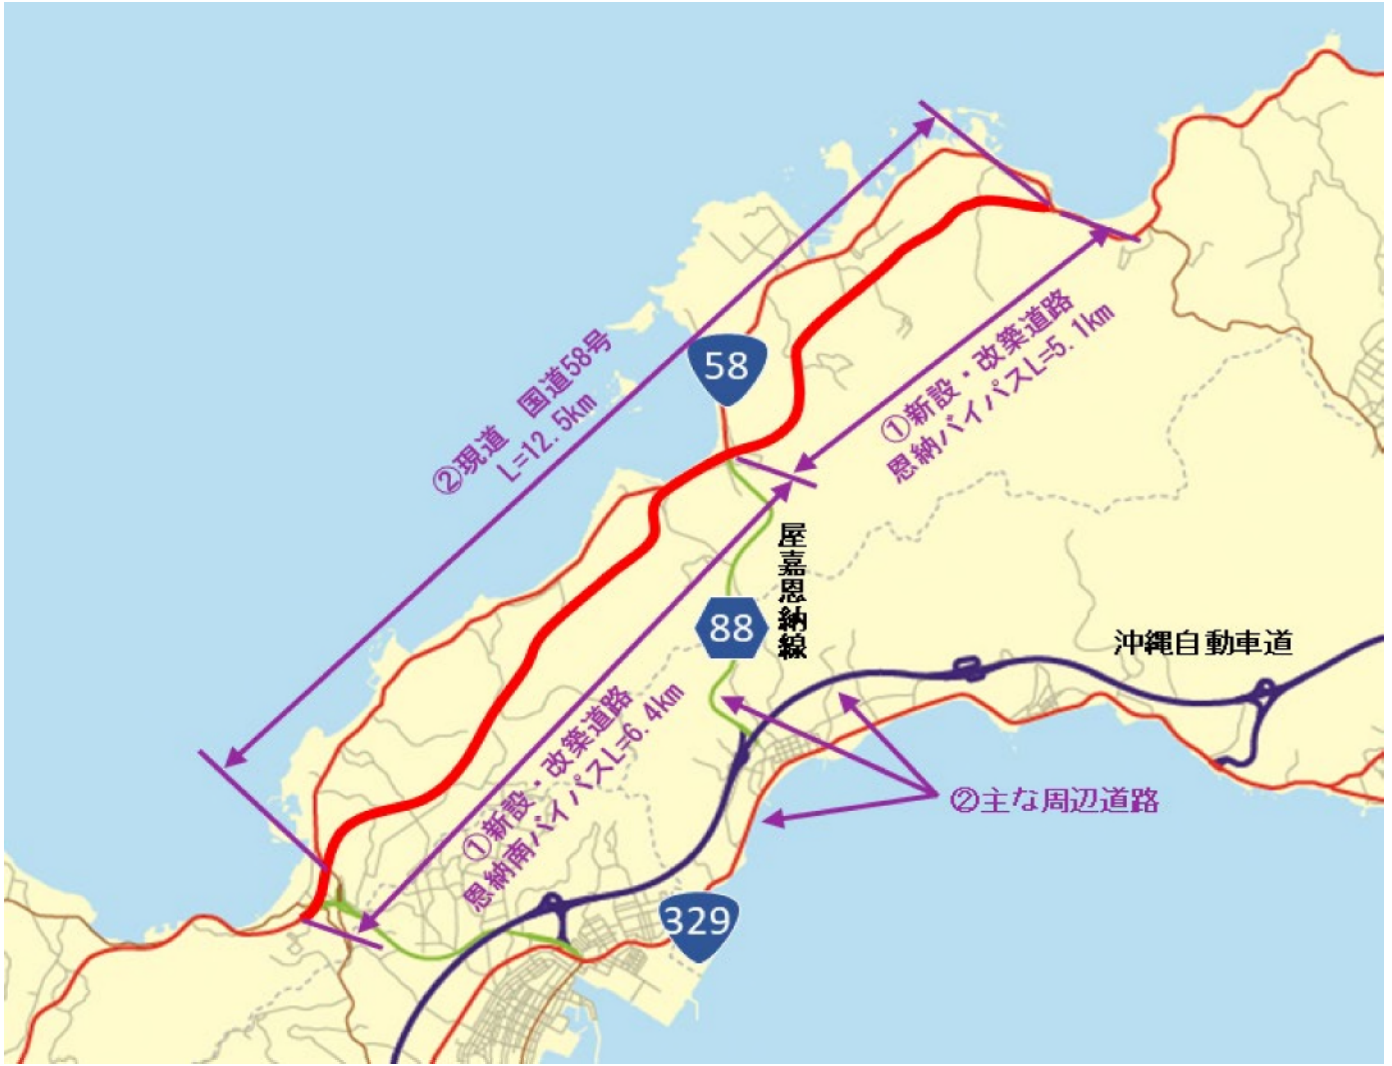 ②現道　国道58号
L=12.5km
58
①新設・改築道路
恩納バイパスL=5.1km
屋嘉恩納線
88
沖縄自動車道
①新設・改築道路
恩納南バイパスL=6.4km
②主な周辺道路
329